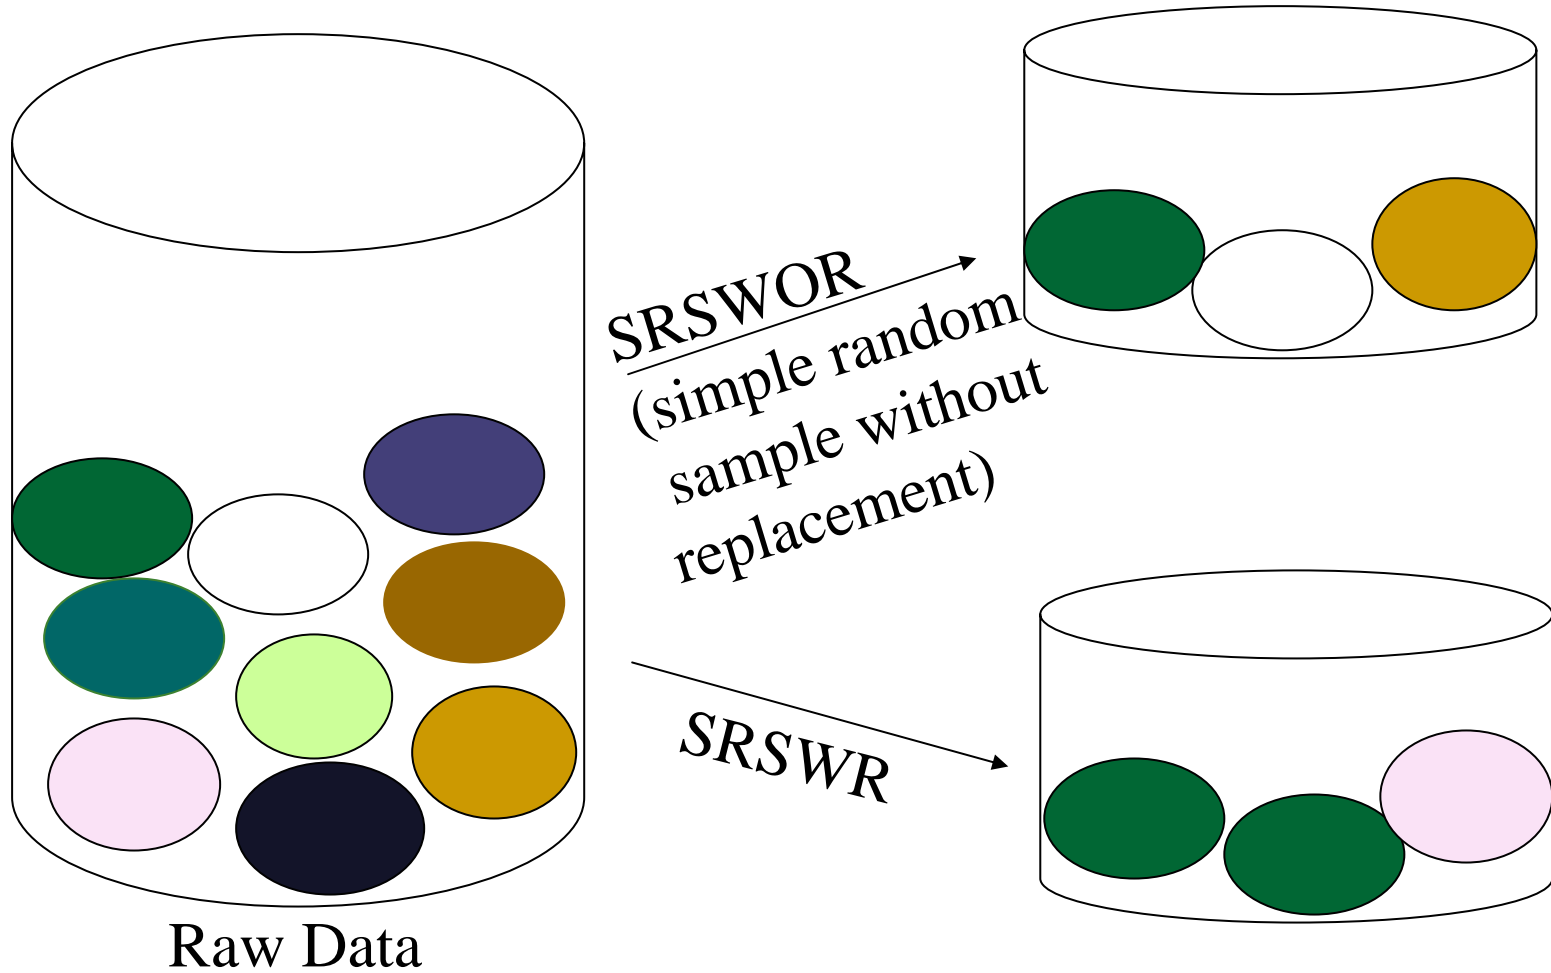 SRSWOR
(simple random
sample without
replacement)
SRSWR
Raw Data